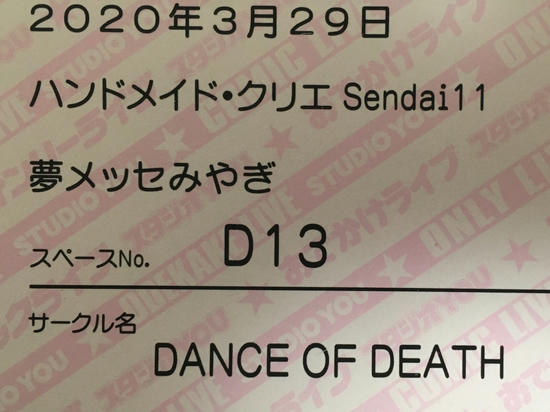 2020年3月29日
ハンドメイド・クリエ Sendai11
夢メッセみやぎ
スペースNo. D13
サークル名
DANCE OF DEATH